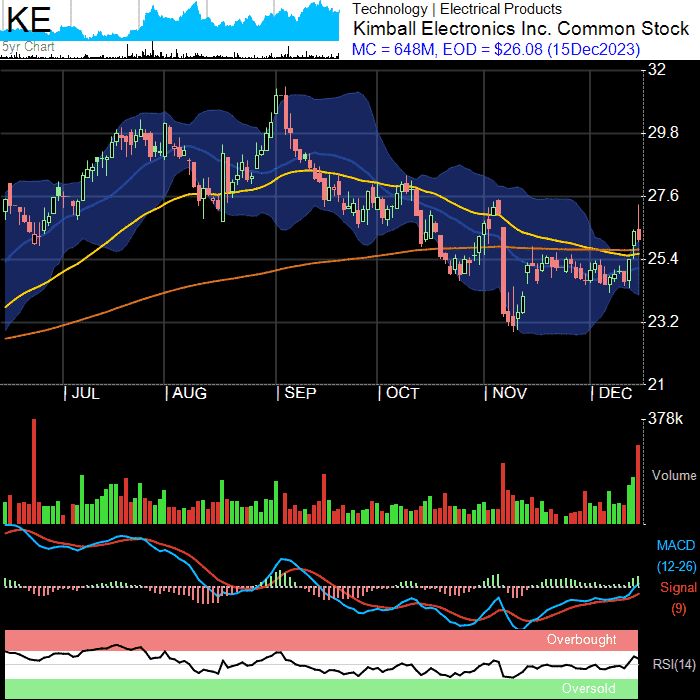 KE
5yr Chart
Technology | Electrical Products
Kimball Electronics Inc. Common Stock
MC = 648M, EOD = $26.08 (15Dec2023)
32
29.8
27.6
25.4
23.2
21
| JUL | AUG | SEP | OCT | NOV | DEC
378k
Volume
MACD
(12-26)
Signal
(9)
Overbought
RSI(14)
Oversold